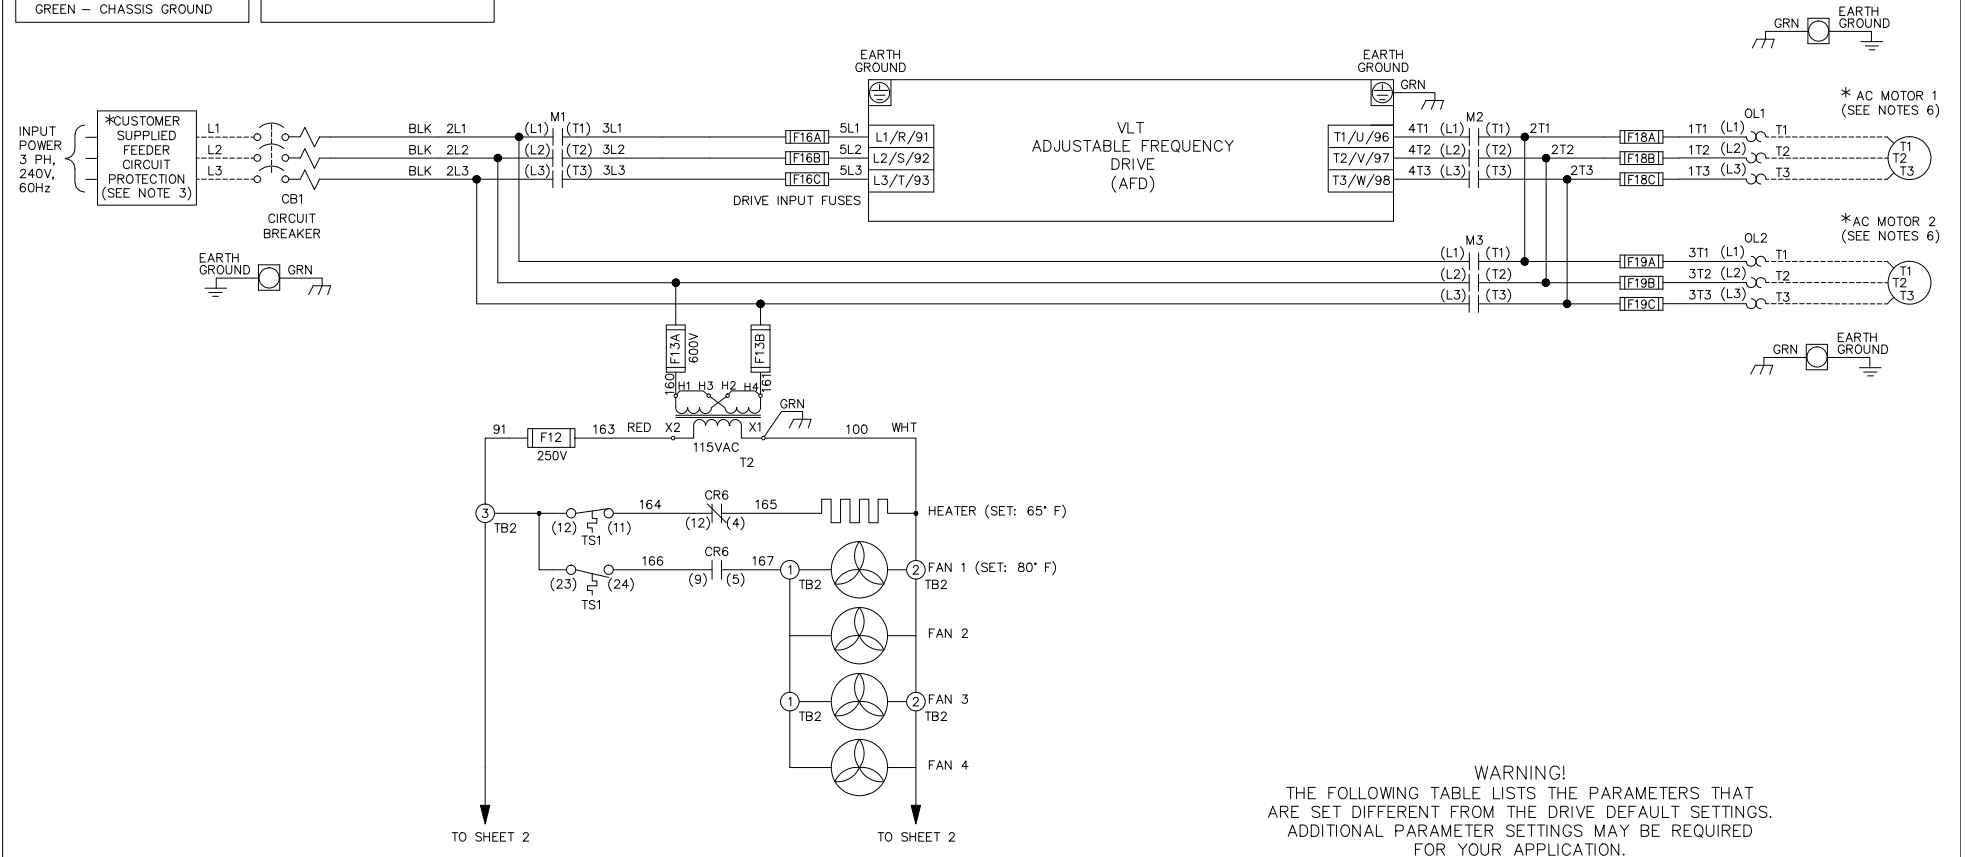 GREEN – CHASSIS GROUND
GRN
EARTH
GROUND
EARTH
GROUND
EARTH
GROUND
GRN
INPUT
POWER
3 PH,
240V,
60Hz
*CUSTOMER
SUPPLIED
FEEDER
CIRCUIT
PROTECTION
(SEE NOTE 3)
L1
L2
L3
CB1
CIRCUIT
BREAKER
BLK 2L1
BLK 2L2
BLK 2L3
M1
(L1) (T1) 3L1
(L2) (T2) 3L2
(L3) (T3) 3L3
F16A 5L1 L1/R/91
F16B 5L2 L2/S/92
F16C 5L3 L3/T/93
DRIVE INPUT FUSES
VLT
ADJUSTABLE FREQUENCY
DRIVE
(AFD)
T1/U/96 4T1 (L1) (T1) 2T1
T2/V/97 4T2 (L2) (T2) 2T2
T3/W/98 4T3 (L3) (T3) 2T3
M2
F18A 1T1 (L1) T1
F18B 1T2 (L2) T2
F18C 1T3 (L3) T3
OL1
* AC MOTOR 1
(SEE NOTES 6)
T1
T2
T3
EARTH
GROUND
GRN
M3
(L1) (T1)
(L2) (T2)
(L3) (T3)
F19A 3T1 (L1) T1
F19B 3T2 (L2) T2
F19C 3T3 (L3) T3
OL2
*AC MOTOR 2
(SEE NOTES 6)
T1
T2
T3
GRN
EARTH
GROUND
F13A
600V
F13B
160
161
H1 H3 H2 H4
GRN
91 F12 163 RED X2 X1 100 WHT
250V
115VAC
T2
3
TB2
(12) (11)
TS1
164
CR6
(12) (4)
165
HEATER (SET: 65° F)
(23) (24)
TS1
166
CR6
(9) (5)
167
1
TB2
2
TB2
FAN 1 (SET: 80° F)
FAN 2
1
TB2
2
TB2
FAN 3
FAN 4
TO SHEET 2
TO SHEET 2
WARNING!
THE FOLLOWING TABLE LISTS THE PARAMETERS THAT
ARE SET DIFFERENT FROM THE DRIVE DEFAULT SETTINGS.
ADDITIONAL PARAMETER SETTINGS MAY BE REQUIRED
FOR YOUR APPLICATION.